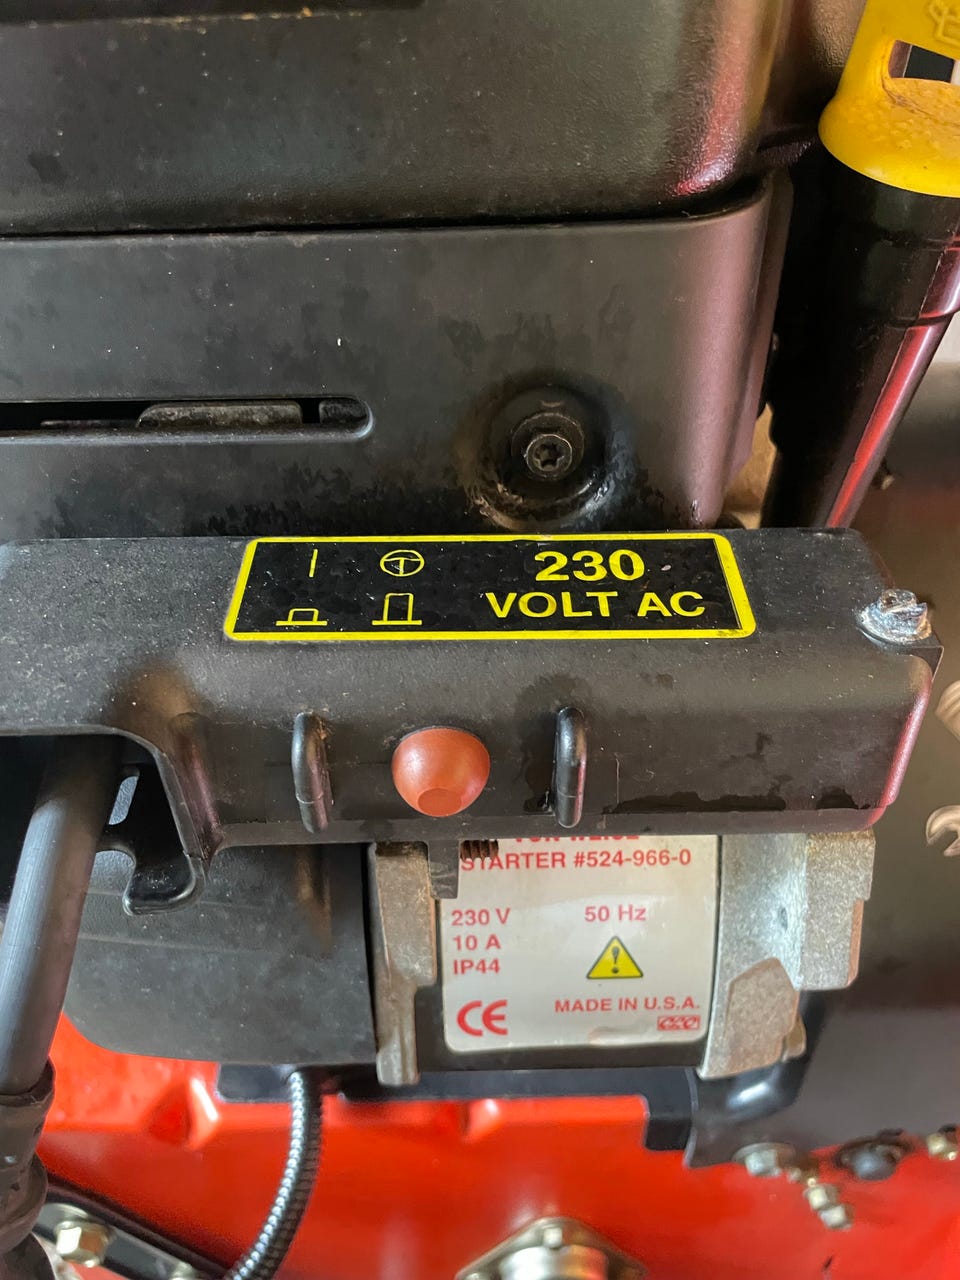 230
VOLT AC
STARTER #524-966-0
230 V 50 Hz
10 A
IP44
CE
MADE IN U.S.A.